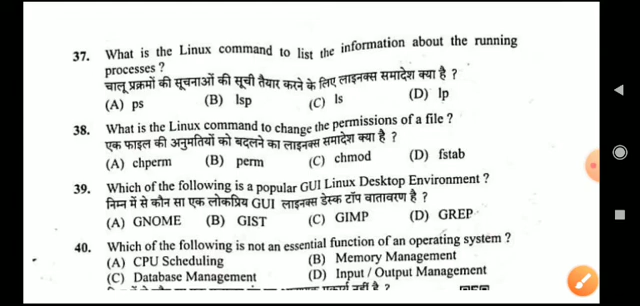 37. What is the Linux command to list the information about the running
processes ?
चालू प्रक्रमों की सूचनाओं की सूची तैयार करने के लिए लाइनक्स समादेश क्या है ?
(A) ps (B) lsp (C) ls (D) lp
38. What is the Linux command to change the permissions of a file ?
एक फाइल की अनुमतियों को बदलने का लाइनक्स समादेश क्या है ?
(A) chperm (B) perm (C) chmod (D) fstab
39. Which of the following is a popular GUI Linux Desktop Environment ?
निम्न में से कौन सा एक लोकप्रिय GUI लाइनक्स डेस्क टॉप वातावरण है ?
(A) GNOME (B) GIST (C) GIMP (D) GREP
40. Which of the following is not an essential function of an operating system ?
(A) CPU Scheduling (B) Memory Management
(C) Database Management (D) Input / Output Management